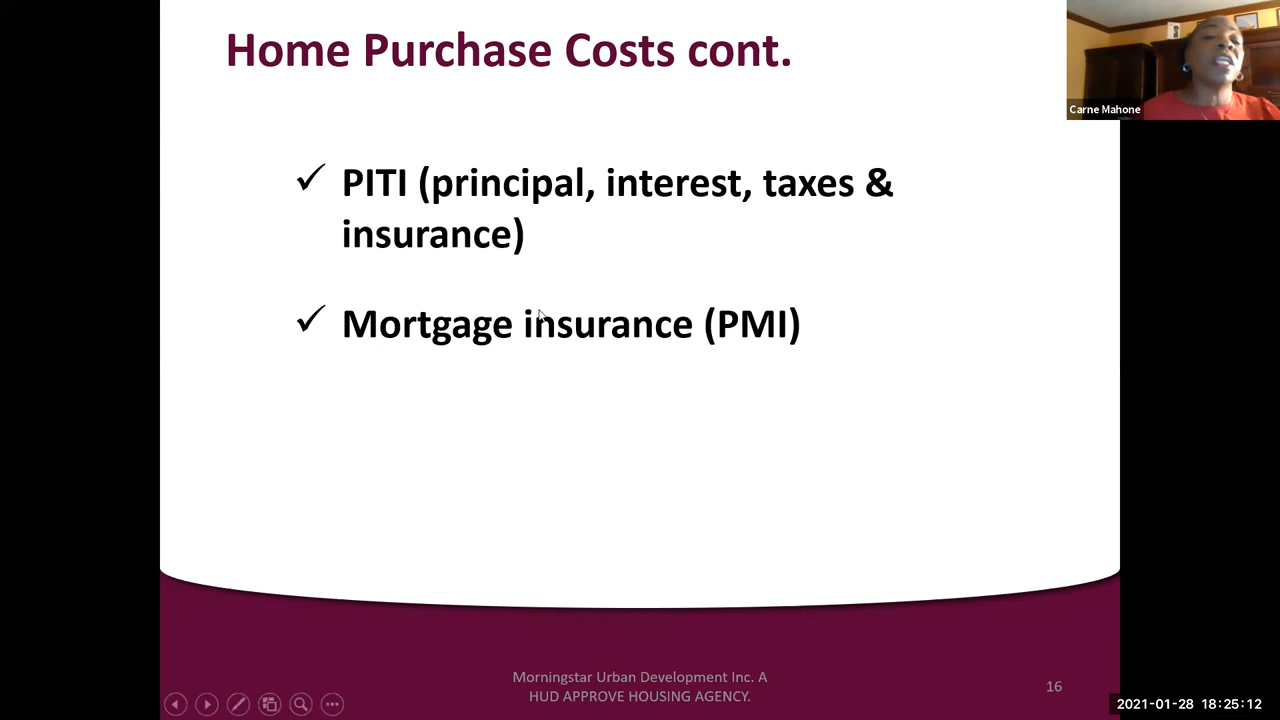 Home Purchase Costs cont.
Carne Mahone
✓ PITI (principal, interest, taxes &
insurance)
✓ Mortgage insurance (PMI)
Morningstar Urban Development Inc. A
HUD APPROVE HOUSING AGENCY.
16
2021-01-28 18:25:12